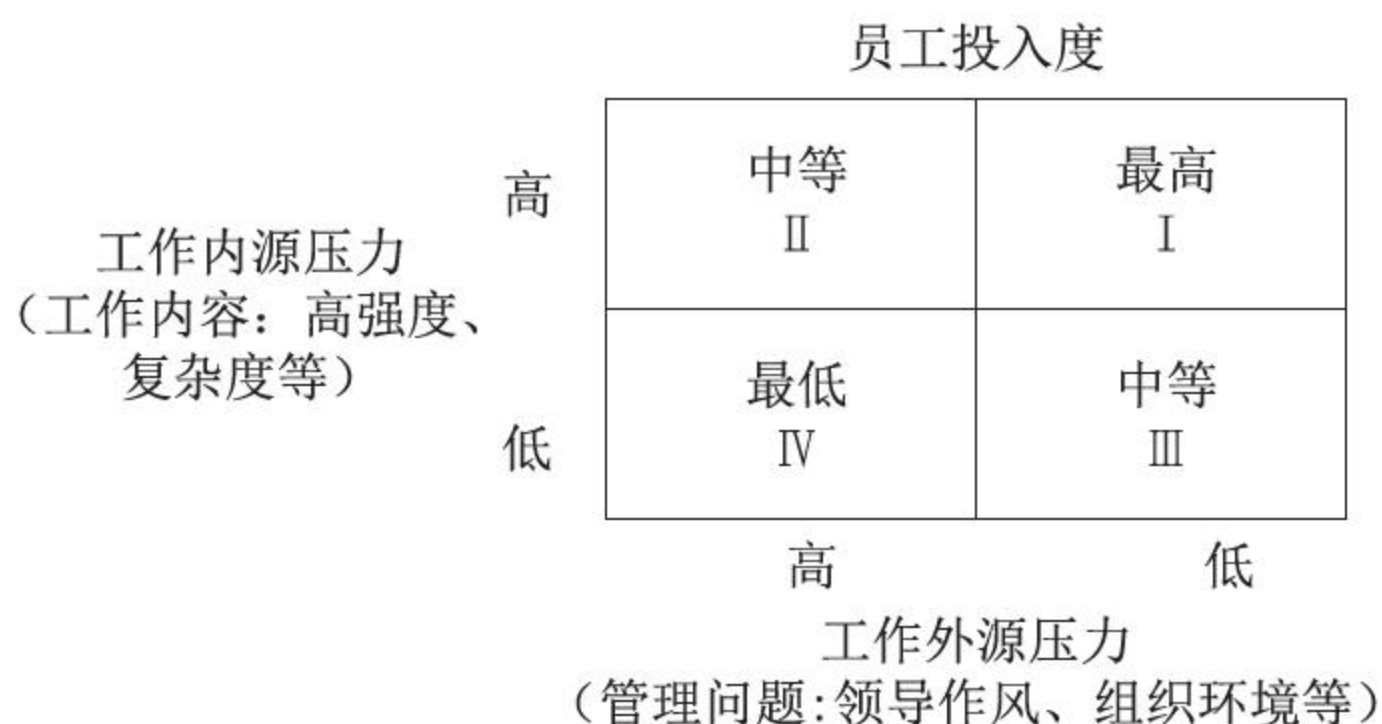 员工投入度
高
中等
Ⅱ
最高
Ⅰ
工作内源压力
（工作内容：高强度、
复杂度等）
低
最低
Ⅳ
中等
Ⅲ
高
低
工作外源压力
（管理问题:领导作风、组织环境等）